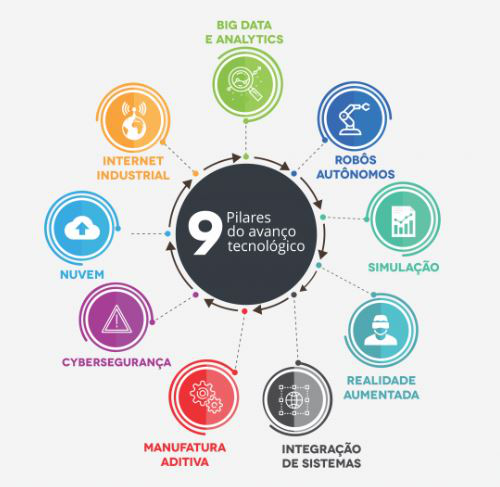 BIG DATA
E ANALYTICS
ROBÔS
AUTÔNOMOS
SIMULAÇÃO
REALIDADE
AUMENTADA
INTEGRAÇÃO
DE SISTEMAS
MANUFATURA
ADITIVA
CYBERSEGURANÇA
NUVEM
INTERNET
INDUSTRIAL
9 Pilares
do avanço
tecnológico